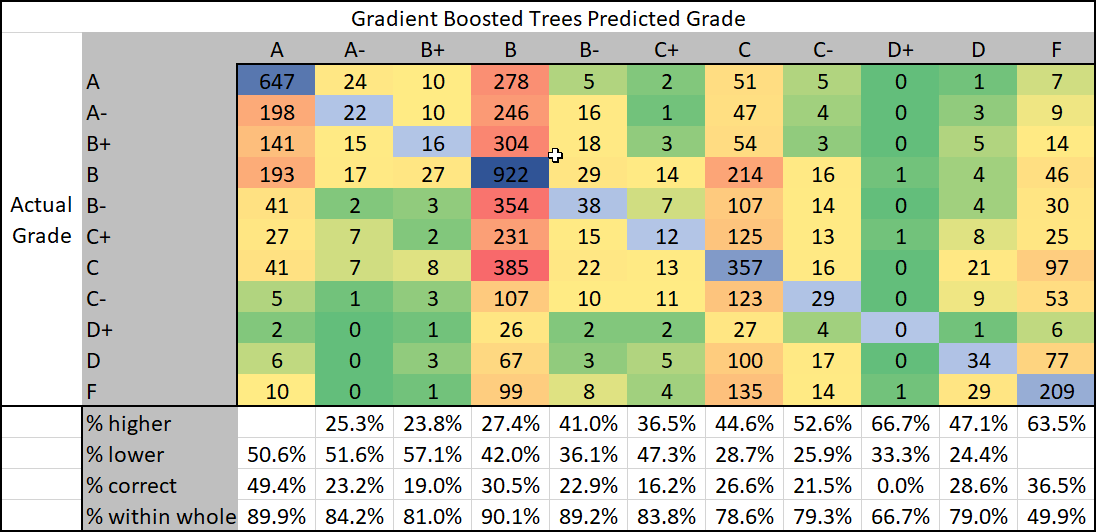 Gradient Boosted Trees Predicted Grade
A A- B+ B B- C+ C C- D+ D F
A 647 24 10 278 5 2 51 5 0 1 7
A- 198 22 10 246 16 1 47 4 0 3 9
B+ 141 15 16 304 18 3 54 3 0 5 14
B 193 17 27 922 29 14 214 16 1 4 46
Actual
B- 41 2 3 354 38 7 107 14 0 4 30
Grade
C+ 27 7 2 231 15 12 125 13 1 8 25
C 41 7 8 385 22 13 357 16 0 21 97
C- 5 1 3 107 10 11 123 29 0 9 53
D+ 2 0 1 26 2 2 27 4 0 1 6
D 6 0 3 67 3 5 100 17 0 34 77
F 10 0 1 99 8 4 135 14 1 29 209
% higher 25.3% 23.8% 27.4% 41.0% 36.5% 44.6% 52.6% 66.7% 47.1% 63.5%
% lower 50.6% 51.6% 57.1% 42.0% 36.1% 47.3% 28.7% 25.9% 33.3% 24.4%
% correct 49.4% 23.2% 19.0% 30.5% 22.9% 16.2% 26.6% 21.5% 0.0% 28.6% 36.5%
% within whole 89.9% 84.2% 81.0% 90.1% 89.2% 83.8% 78.6% 79.3% 66.7% 79.0% 49.9%